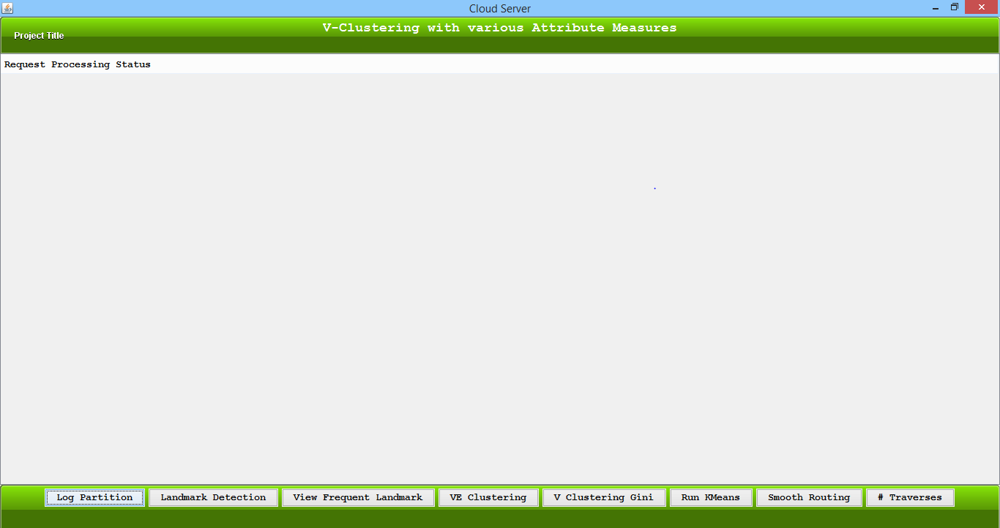 Cloud Server
V-Clustering with various Attribute Measures
Project Title
Request Processing Status
Log Partition Landmark Detection View Frequent Landmark VE Clustering V Clustering Gini Run KMeans Smooth Routing # Traverses